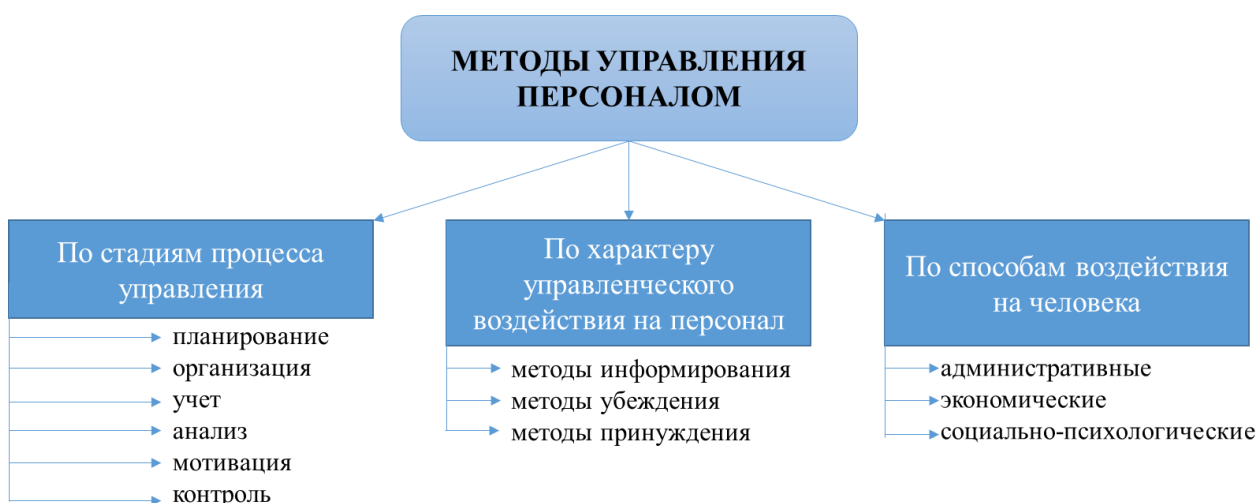 МЕТОДЫ УПРАВЛЕНИЯ
ПЕРСОНАЛОМ
По стадиям процесса
управления
планирование
организация
учет
анализ
мотивация
контроль
По характеру
управленческого
воздействия на персонал
методы информирования
методы убеждения
методы принуждения
По способам воздействия
на человека
административные
экономические
социально-психологические